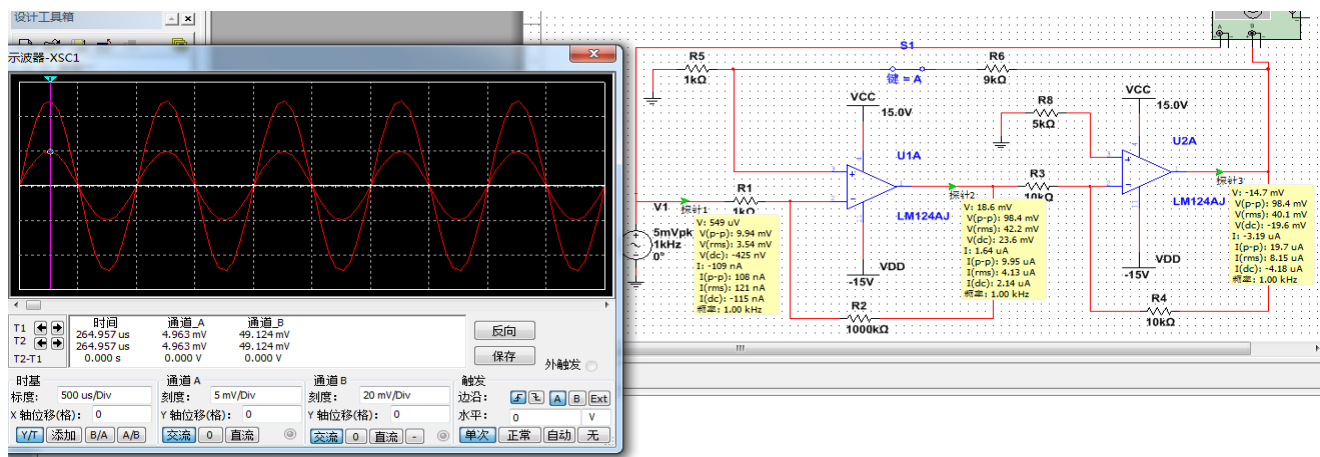 设计工具箱
示波器-XSC1
T1
T2
T2-T1
时间
通道_A
通道_B
264.957 us
4.963 mV
49.124 mV
264.957 us
4.963 mV
49.124 mV
0.000 s
0.000 V
0.000 V
反向
保存
外触发
时基
标度:
500 us/Div
X 轴位移(格):
0
Y/T
添加
B/A
A/B
通道 A
刻度:
5 mV/Div
Y 轴位移(格):
0
交流
0
直流
通道 B
刻度:
20 mV/Div
Y 轴位移(格):
0
交流
0
直流
-
触发
边沿:
A
B
Ext
水平:
0
V
单次
正常
自动
无
A
B
R5
1kΩ
S1
键 = A
R6
9kΩ
VCC
15.0V
R8
5kΩ
VCC
15.0V
U1A
U2A
3
2
1
4
11
LM124AJ
LM124AJ
R1
1kΩ
R3
10kΩ
V1
5mVpk
1kHz
0°
VDD
-15V
VDD
-15V
R2
1000kΩ
R4
10kΩ
探针1
V: 549 uV
V(p-p): 9.94 mV
V(rms): 3.54 mV
V(dc): -425 nV
I: -109 nA
I(p-p): 108 nA
I(rms): 121 nA
I(dc): -115 nA
频率: 1.00 kHz
探针2
V: 18.6 mV
V(p-p): 98.4 mV
V(rms): 42.2 mV
V(dc): 23.6 mV
I: 1.64 uA
I(p-p): 9.95 uA
I(rms): 4.13 uA
I(dc): 2.14 uA
频率: 1.00 kHz
探针3
V: -14.7 mV
V(p-p): 98.4 mV
V(rms): 40.1 mV
V(dc): -19.6 mV
I: -3.19 uA
I(p-p): 19.7 uA
I(rms): 8.15 uA
I(dc): -4.18 uA
频率: 1.00 kHz